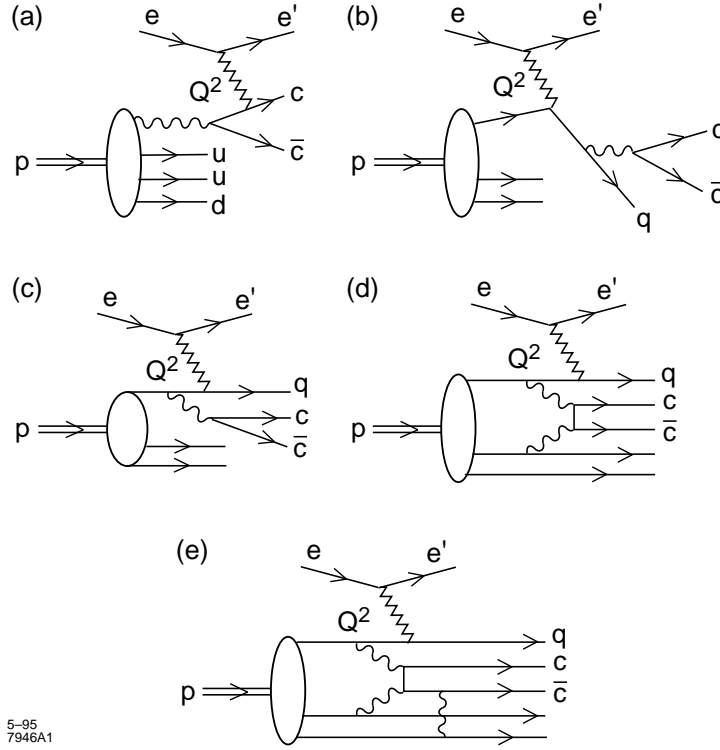 (a)
e
e'
Q²
c
c̄
p
u
u
d
(b)
e
e'
Q²
c
c̄
p
q
(c)
e
e'
Q²
q
c
c̄
p
(d)
e
e'
Q²
q
c
c̄
p
(e)
e
e'
Q²
q
c
c̄
p
5–95
7946A1